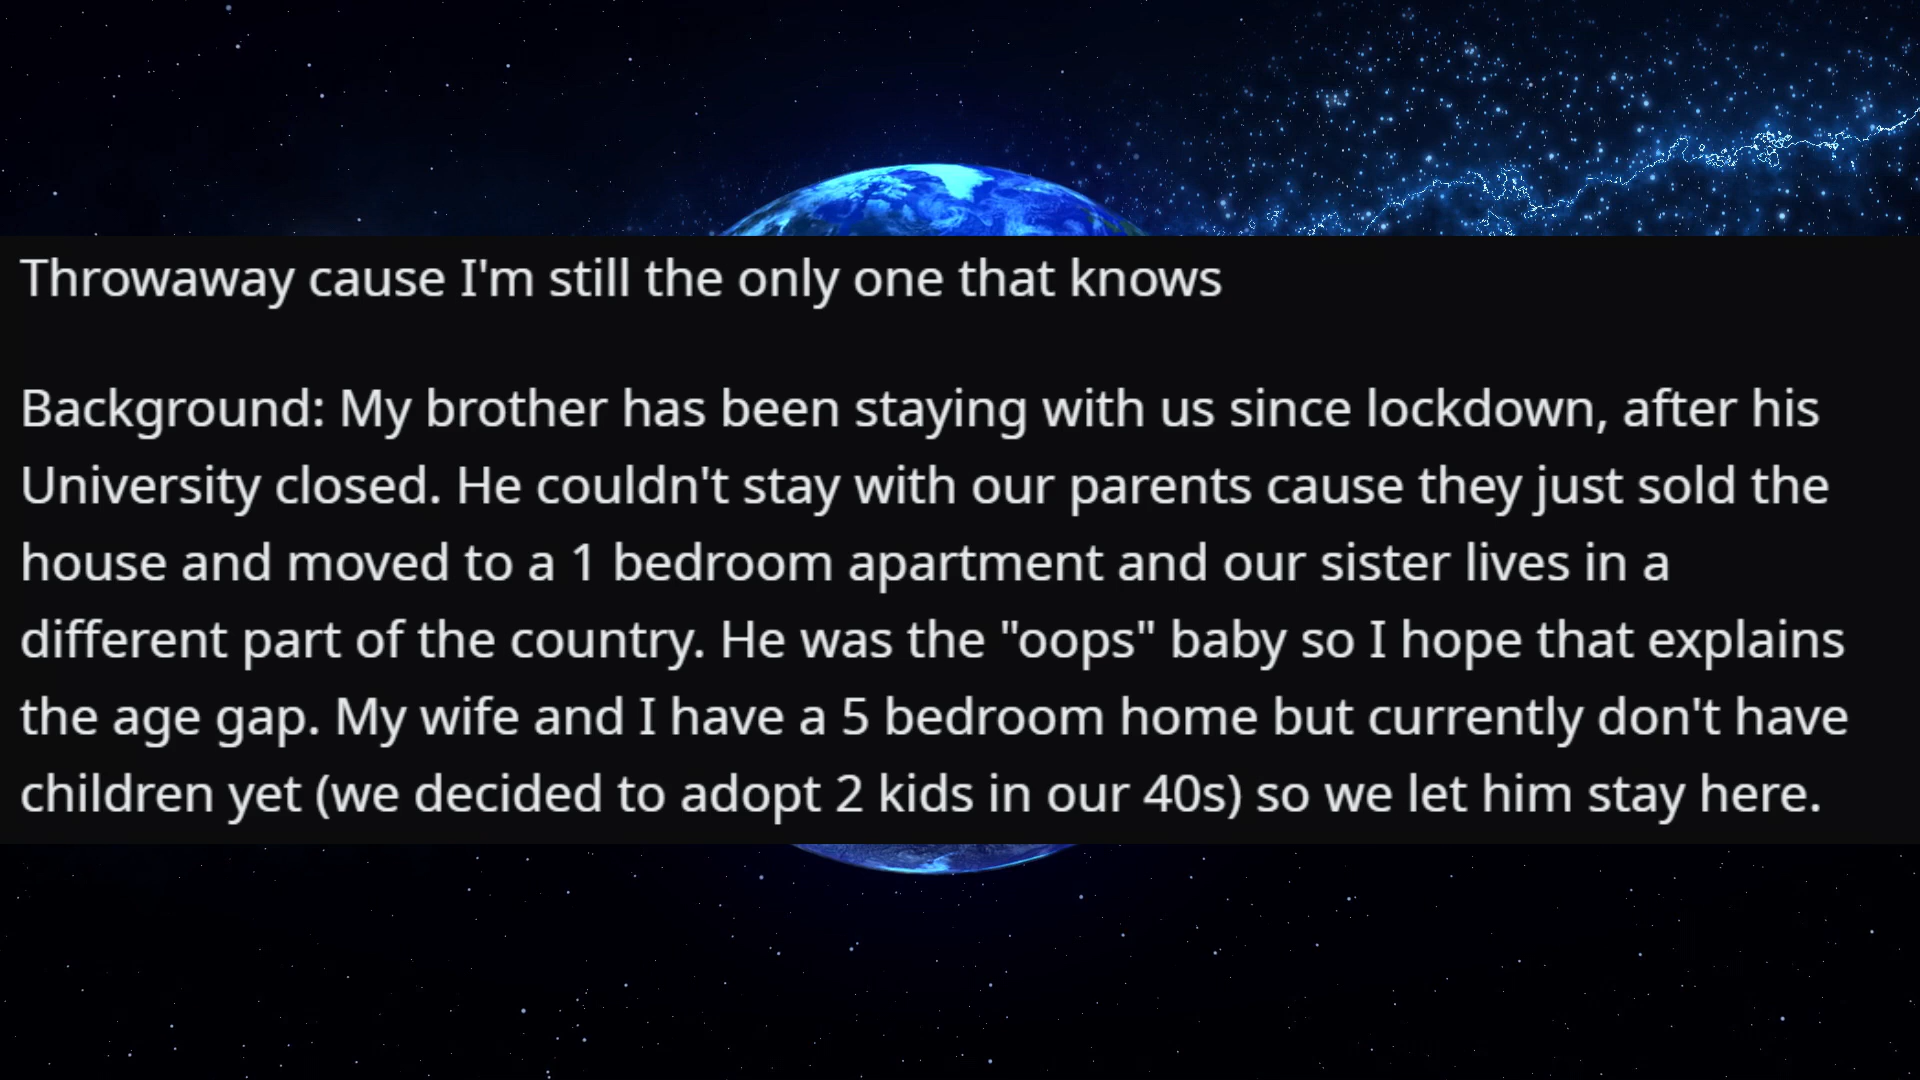 Throwaway cause I'm still the only one that knows
Background: My brother has been staying with us since lockdown, after his
University closed. He couldn't stay with our parents cause they just sold the
house and moved to a 1 bedroom apartment and our sister lives in a
different part of the country. He was the "oops" baby so I hope that explains
the age gap. My wife and I have a 5 bedroom home but currently don't have
children yet (we decided to adopt 2 kids in our 40s) so we let him stay here.